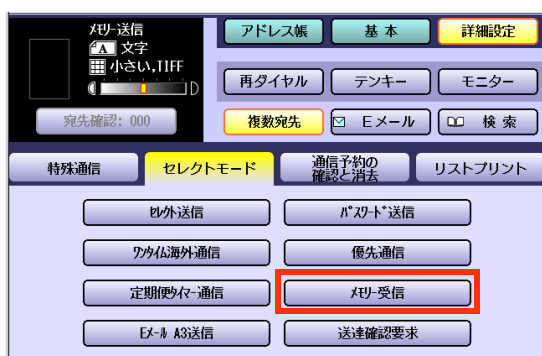 ﾒﾓﾘｰ送信
A 文字
小さい,TIFF
D
宛先確認: 000
アドレス帳
基 本
詳細設定
再ダイヤル
テンキー
モニター
複数宛先
Eメール
検 索
特殊通信
セレクトモード
通信予約の
確認と消去
リストプリント
ｾﾚｸﾄ送信
ﾊﾟｽﾜｰﾄﾞ送信
ﾜﾝﾀｲﾑ海外通信
優先通信
定期便ﾀｲﾏｰ通信
ﾒﾓﾘｰ受信
Eﾒｰﾙ A3送信
送達確認要求